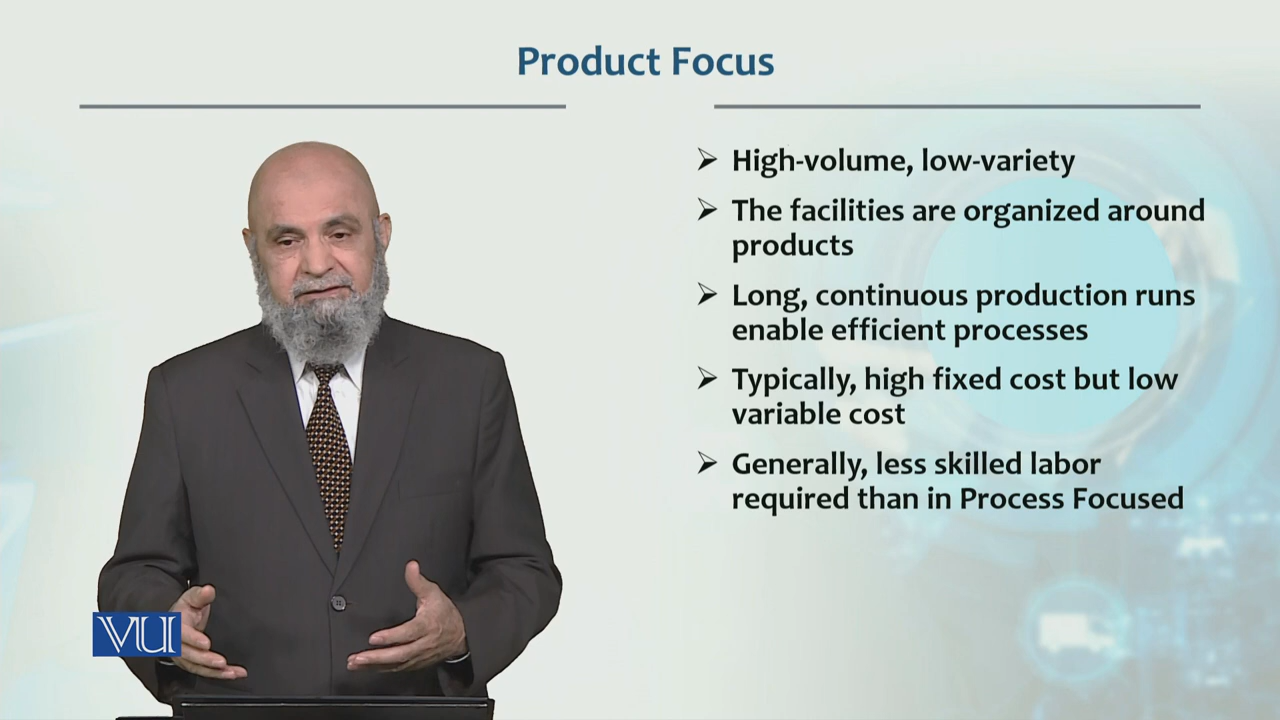 Product Focus
➢ High-volume, low-variety
➢ The facilities are organized around
products
➢ Long, continuous production runs
enable efficient processes
➢ Typically, high fixed cost but low
variable cost
➢ Generally, less skilled labor
required than in Process Focused
VU